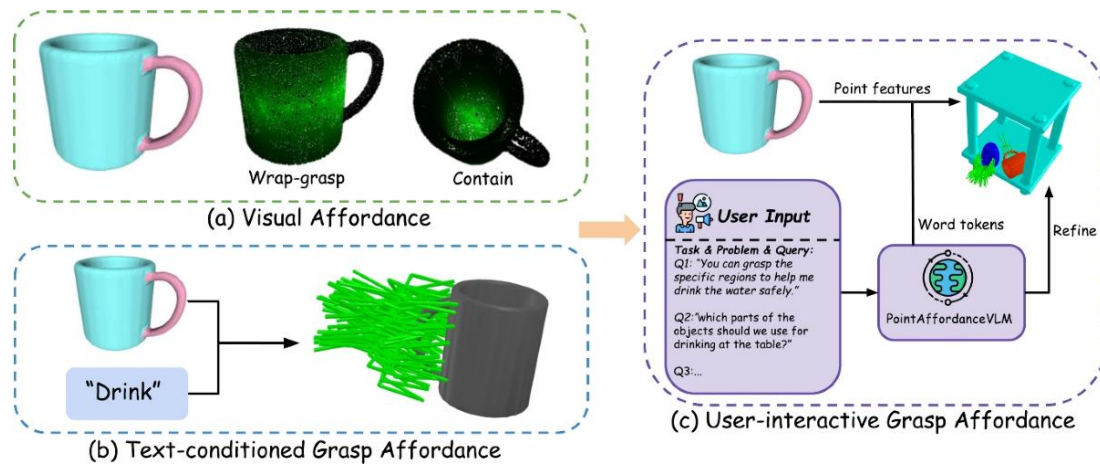 Wrap-grasp
Contain
(a) Visual Affordance
"Drink"
(b) Text-conditioned Grasp Affordance
Point features
User Input
Task & Problem & Query:
Q1: "You can grasp the
specific regions to help me
drink the water safely."
Q2:"which parts of the
objects should we use for
drinking at the table?"
Q3:...
Word tokens
Refine
PointAffordanceVLM
(c) User-interactive Grasp Affordance